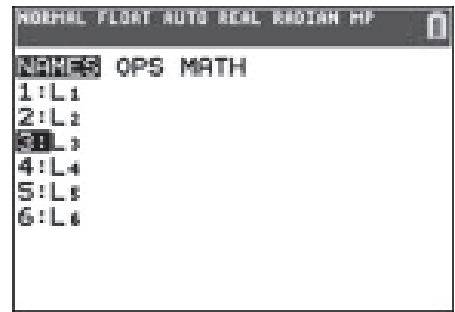 NORMAL FLOAT AUTO REAL RADIAN MP
NAMES OPS MATH
1:L₁
2:L₂
3:L₃
4:L₄
5:L₅
6:L₆